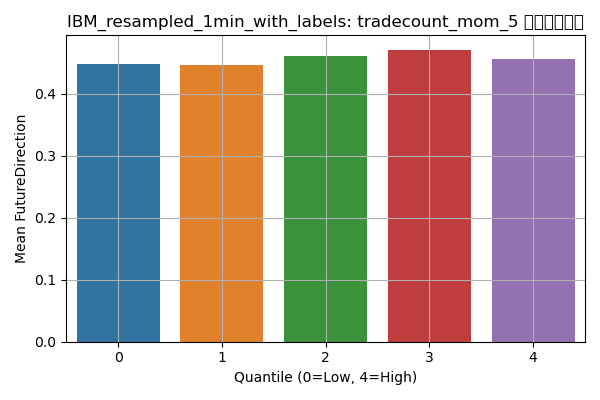 IBM_resampled_1min_with_labels: tradecount_mom_5
0.4
0.3
0.2
0.1
0.0
Mean FutureDirection
0 1 2 3 4
Quantile (0=Low, 4=High)